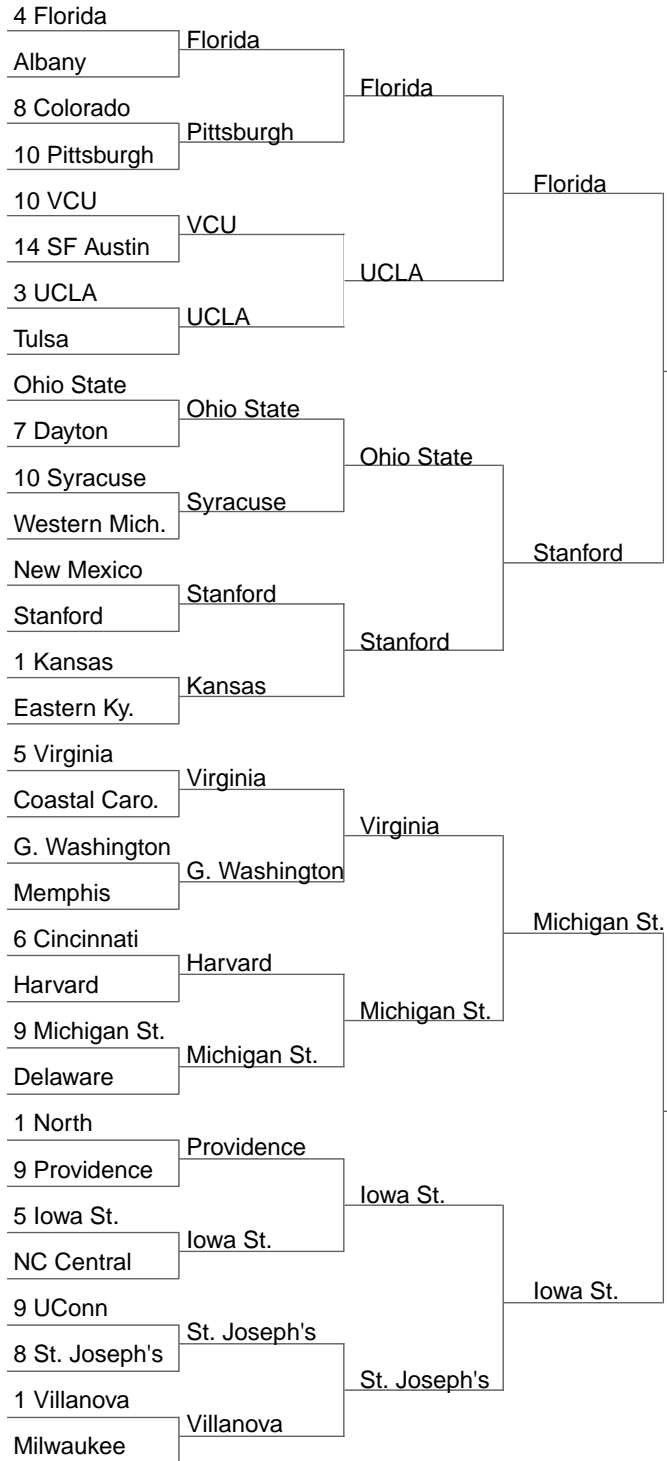 4 Florida
Albany
8 Colorado
10 Pittsburgh
10 VCU
14 SF Austin
3 UCLA
Tulsa
Ohio State
7 Dayton
10 Syracuse
Western Mich.
New Mexico
Stanford
1 Kansas
Eastern Ky.
5 Virginia
Coastal Caro.
G. Washington
Memphis
6 Cincinnati
Harvard
9 Michigan St.
Delaware
1 North
9 Providence
5 Iowa St.
NC Central
9 UConn
8 St. Joseph's
1 Villanova
Milwaukee
Florida
Pittsburgh
VCU
UCLA
Ohio State
Syracuse
Stanford
Kansas
Virginia
G. Washington
Harvard
Michigan St.
Providence
Iowa St.
St. Joseph's
Villanova
Florida
UCLA
Ohio State
Stanford
Virginia
Michigan St.
Iowa St.
St. Joseph's
Florida
Stanford
Michigan St.
Iowa St.